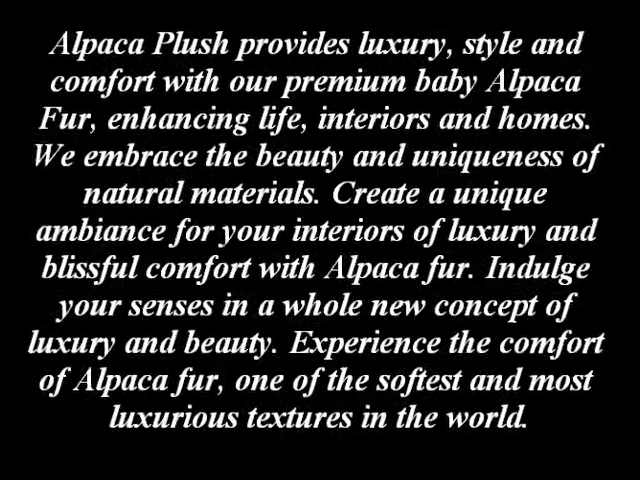 Alpaca Plush provides luxury, style and
comfort with our premium baby Alpaca
Fur, enhancing life, interiors and homes.
We embrace the beauty and uniqueness of
natural materials. Create a unique
ambiance for your interiors of luxury and
blissful comfort with Alpaca fur. Indulge
your senses in a whole new concept of
luxury and beauty. Experience the comfort
of Alpaca fur, one of the softest and most
luxurious textures in the world.